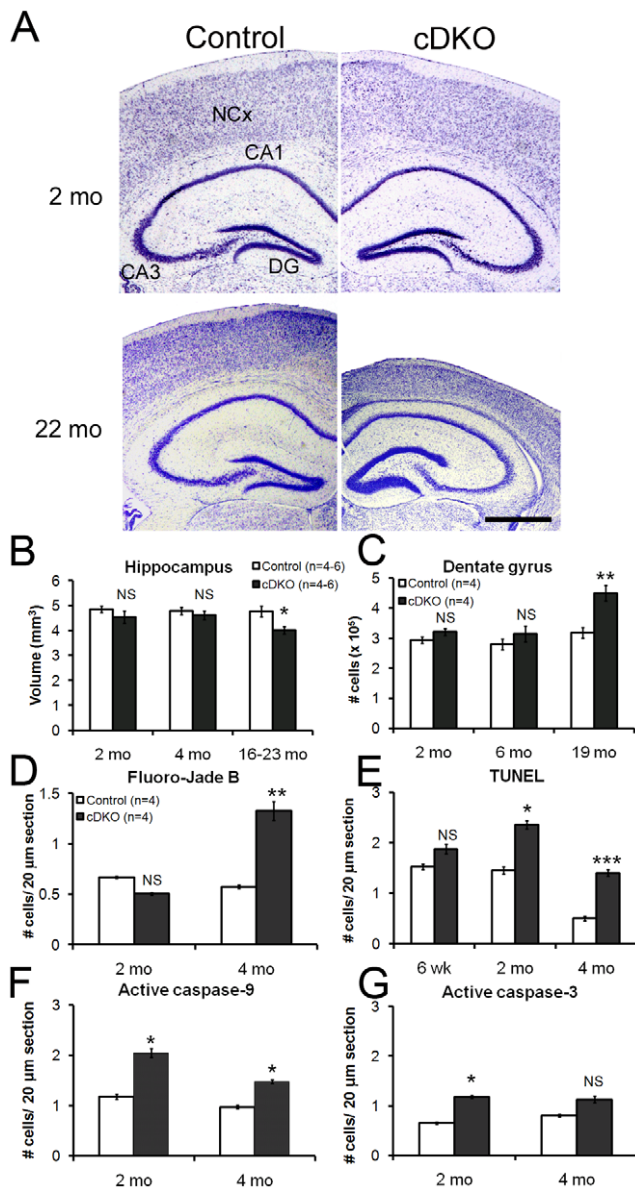 A
Control cDKO
2 mo
NCx
CA1
CA3
DG
22 mo
B
Hippocampus
Volume (mm³)
6
5
4
3
2
1
0
Control (n=4-6)
cDKO (n=4-6)
NS
NS
*
2 mo 4 mo 16-23 mo
C
Dentate gyrus
# cells (x 10⁵)
5
4
3
2
1
0
Control (n=4)
cDKO (n=4)
NS
NS
**
2 mo 6 mo 19 mo
D
Fluoro-Jade B
# cells/ 20 μm section
1.5
1
0.5
0
Control (n=4)
cDKO (n=4)
NS
**
2 mo 4 mo
E
TUNEL
# cells/ 20 μm section
3
2
1
0
NS
*
***
6 wk 2 mo 4 mo
F
Active caspase-9
# cells/ 20 μm section
3
2
1
0
*
*
2 mo 4 mo
G
Active caspase-3
# cells/ 20 μm section
3
2
1
0
*
NS
2 mo 4 mo